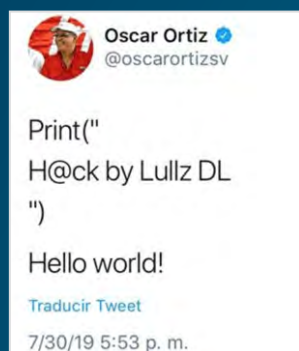 Oscar Ortiz
@oscarortizsv
Print("
H@ck by Lullz DL
")
Hello world!
Traducir Tweet
7/30/19 5:53 p. m.